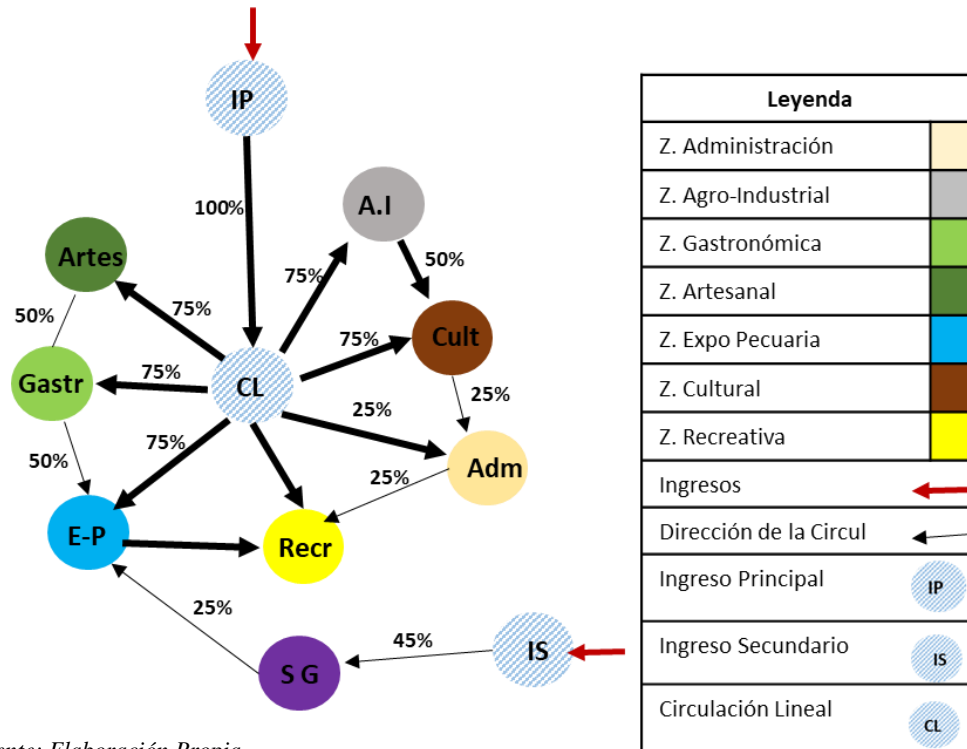 IP
100%
A.I
Artes
75%
50%
75%
50%
75%
Cult
Gastr
75%
CL
25%
25%
50%
75%
Adm
25%
E-P
Recr
25%
45%
IS
S G
Elaboración Propia
Leyenda
Z. Administración
Z. Agro-Industrial
Z. Gastronómica
Z. Artesanal
Z. Expo Pecuaria
Z. Cultural
Z. Recreativa
Ingresos
Dirección de la Circul
Ingreso Principal
IP
Ingreso Secundario
IS
Circulación Lineal
CL